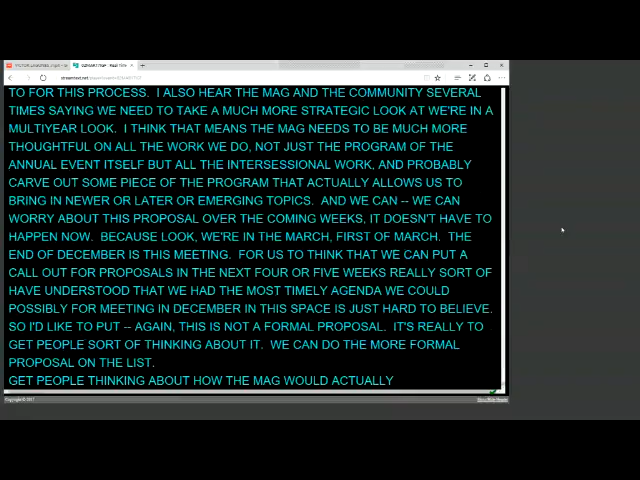 streamtext.net
TO FOR THIS PROCESS. I ALSO HEAR THE MAG AND THE COMMUNITY SEVERAL
TIMES SAYING WE NEED TO TAKE A MUCH MORE STRATEGIC LOOK AT WE'RE IN A
MULTIYEAR LOOK. I THINK THAT MEANS THE MAG NEEDS TO BE MUCH MORE
THOUGHTFUL ON ALL THE WORK WE DO, NOT JUST THE PROGRAM OF THE
ANNUAL EVENT ITSELF BUT ALL THE INTERSESSIONAL WORK, AND PROBABLY
CARVE OUT SOME PIECE OF THE PROGRAM THAT ACTUALLY ALLOWS US TO
BRING IN NEWER OR LATER OR EMERGING TOPICS. AND WE CAN -- WE CAN
WORRY ABOUT THIS PROPOSAL OVER THE COMING WEEKS, IT DOESN'T HAVE TO
HAPPEN NOW. BECAUSE LOOK, WE'RE IN THE MARCH, FIRST OF MARCH. THE
END OF DECEMBER IS THIS MEETING. FOR US TO THINK THAT WE CAN PUT A
CALL OUT FOR PROPOSALS IN THE NEXT FOUR OR FIVE WEEKS REALLY SORT OF
HAVE UNDERSTOOD THAT WE HAD THE MOST TIMELY AGENDA WE COULD
POSSIBLY FOR MEETING IN DECEMBER IN THIS SPACE IS JUST HARD TO BELIEVE.
SO I'D LIKE TO PUT -- AGAIN, THIS IS NOT A FORMAL PROPOSAL. IT'S REALLY TO
GET PEOPLE SORT OF THINKING ABOUT IT. WE CAN DO THE MORE FORMAL
PROPOSAL ON THE LIST.
GET PEOPLE THINKING ABOUT HOW THE MAG WOULD ACTUALLY